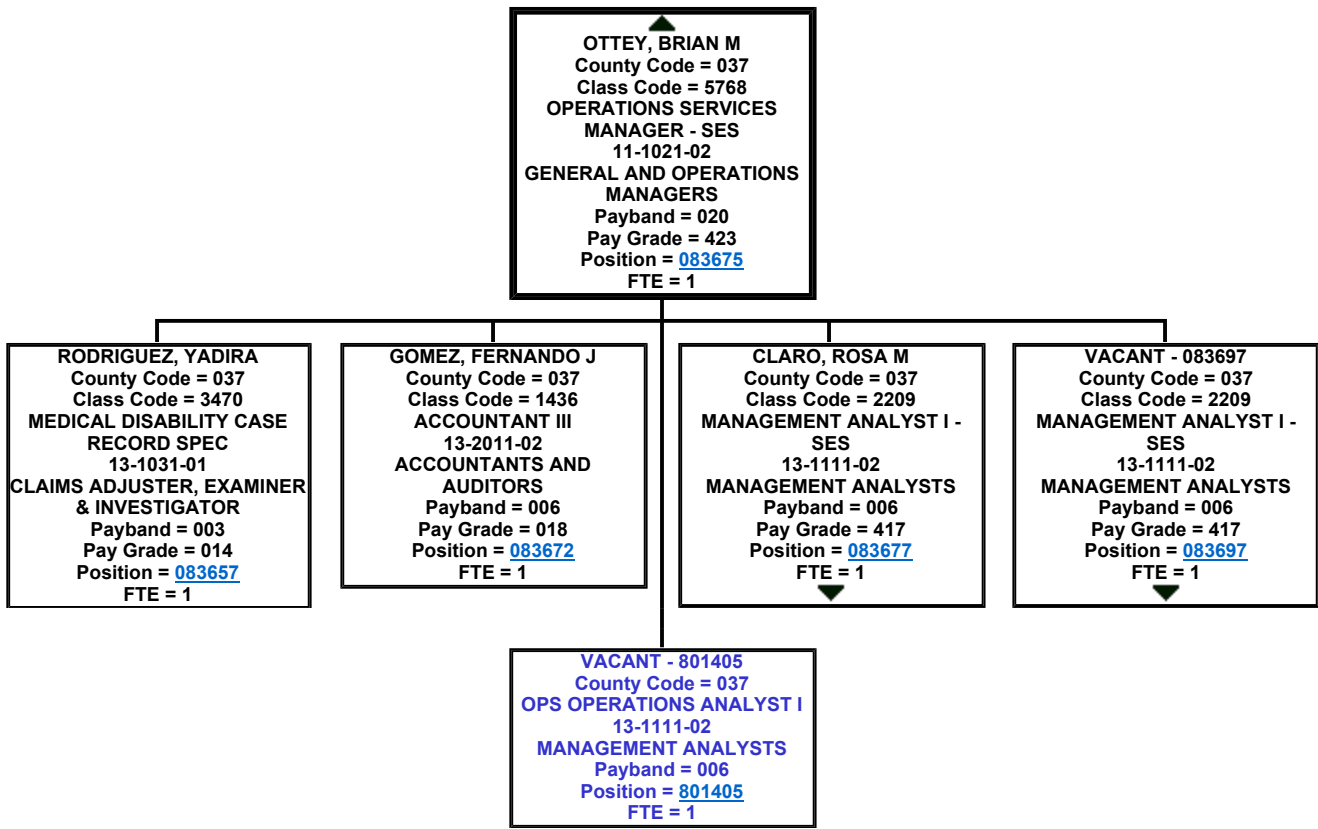 OTTEY, BRIAN M
County Code = 037
Class Code = 5768
OPERATIONS SERVICES
MANAGER - SES
11-1021-02
GENERAL AND OPERATIONS
MANAGERS
Payband = 020
Pay Grade = 423
Position = 083675
FTE = 1
RODRIGUEZ, YADIRA
County Code = 037
Class Code = 3470
MEDICAL DISABILITY CASE
RECORD SPEC
13-1031-01
CLAIMS ADJUSTER, EXAMINER
& INVESTIGATOR
Payband = 003
Pay Grade = 014
Position = 083657
FTE = 1
GOMEZ, FERNANDO J
County Code = 037
Class Code = 1436
ACCOUNTANT III
13-2011-02
ACCOUNTANTS AND
AUDITORS
Payband = 006
Pay Grade = 018
Position = 083672
FTE = 1
CLARO, ROSA M
County Code = 037
Class Code = 2209
MANAGEMENT ANALYST I -
SES
13-1111-02
MANAGEMENT ANALYSTS
Payband = 006
Pay Grade = 417
Position = 083677
FTE = 1
VACANT - 083697
County Code = 037
Class Code = 2209
MANAGEMENT ANALYST I -
SES
13-1111-02
MANAGEMENT ANALYSTS
Payband = 006
Pay Grade = 417
Position = 083697
FTE = 1
VACANT - 801405
County Code = 037
OPS OPERATIONS ANALYST I
13-1111-02
MANAGEMENT ANALYSTS
Payband = 006
Position = 801405
FTE = 1